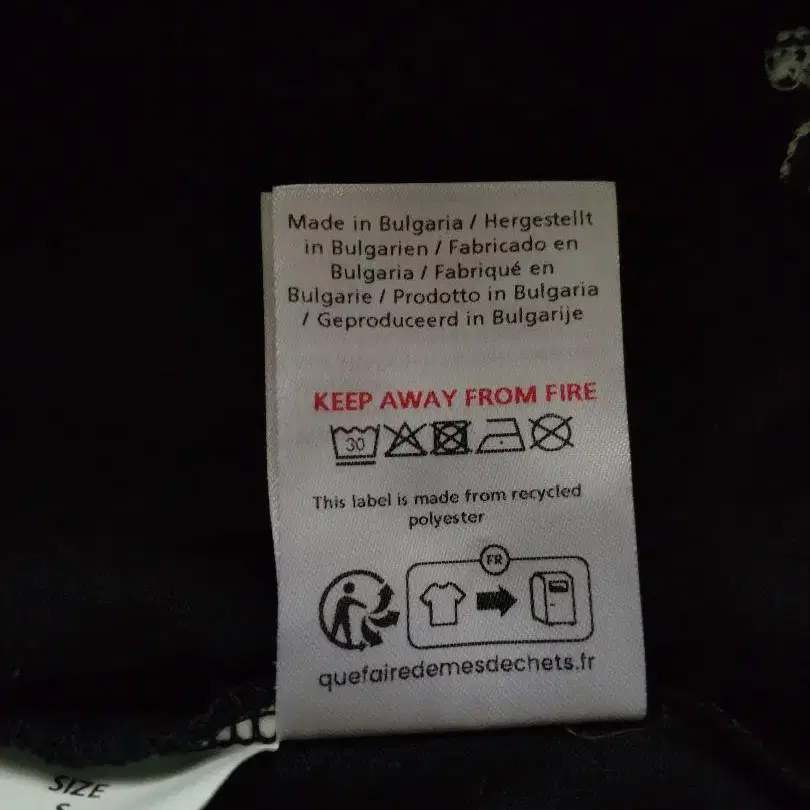 Made in Bulgaria / Hergestellt
in Bulgarien / Fabricado en
Bulgaria / Fabriqué en
Bulgarie / Prodotto in Bulgaria
/ Geproduceerd in Bulgarije
KEEP AWAY FROM FIRE
30
This label is made from recycled
polyester
FR
quefairedemesdechets.fr
SIZE